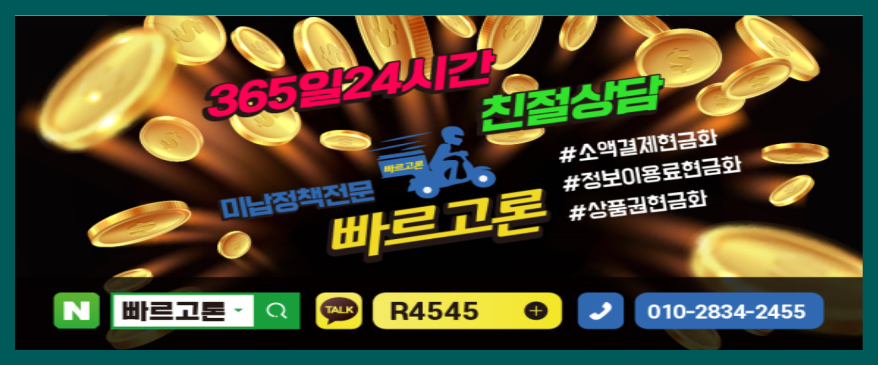 365일24시간
친절상담
빠르고론
#소액결제현금화
#정보이용료현금화
#상품권현금화
미납정책전문
빠르고론
N 빠르고론 TALK R4545 010-2834-2455